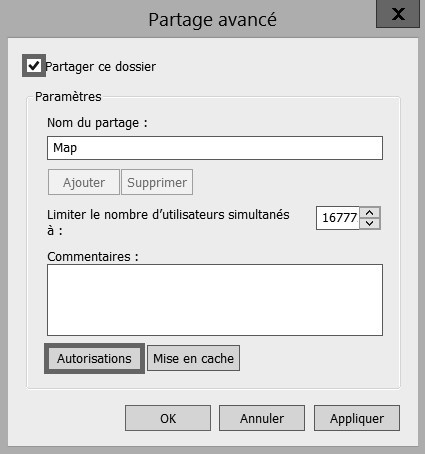 Partage avancé
X
Partager ce dossier
Paramètres
Nom du partage :
Map
Ajouter Supprimer
Limiter le nombre d'utilisateurs simultanés
à :
16777
Commentaires :
Autorisations Mise en cache
OK Annuler Appliquer